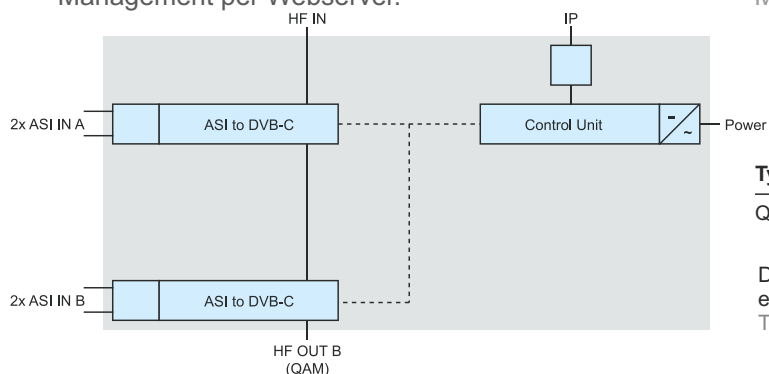 Management per Webserver.
HF IN
IP
2x ASI IN A
ASI to DVB-C
Control Unit
- ~
Power
2x ASI IN B
ASI to DVB-C
HF OUT B
(QAM)